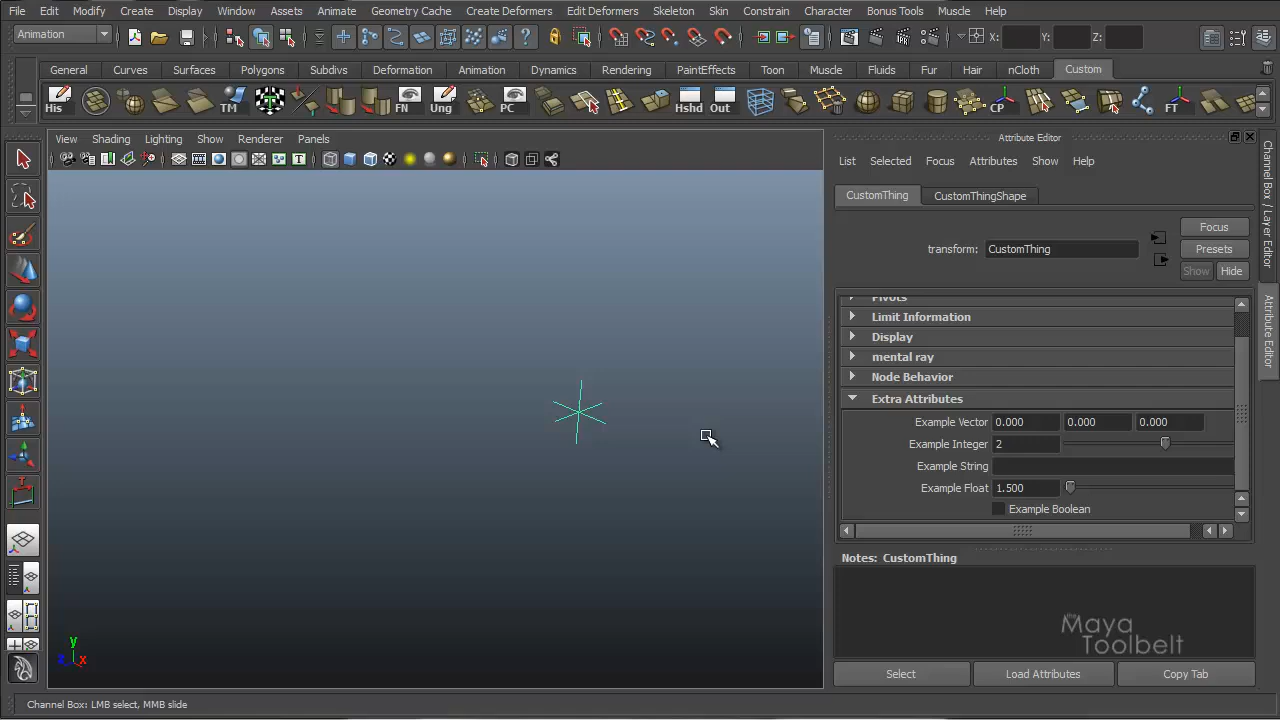 File Edit Modify Create Display Window Assets Animate Geometry Cache Create Deformers Edit Deformers Skeleton Skin Constrain Character Bonus Tools Muscle Help
Animation X: Y: Z:
General Curves Surfaces Polygons Subdivs Deformation Animation Dynamics Rendering PaintEffects Toon Muscle Fluids Fur Hair nCloth Custom
His TM FN Ung PC Hshd Out CP FT
View Shading Lighting Show Renderer Panels
Attribute Editor
List Selected Focus Attributes Show Help
CustomThing CustomThingShape
Focus
transform: CustomThing Presets
Show Hide
Pivots
Limit Information
Display
mental ray
Node Behavior
Extra Attributes
Example Vector 0.000 0.000 0.000
Example Integer 2
Example String
Example Float 1.500
Example Boolean
Notes: CustomThing
the Maya
Toolbelt
Select Load Attributes Copy Tab
Channel Box / Layer Editor
Attribute Editor
y
z x
Channel Box: LMB select, MMB slide